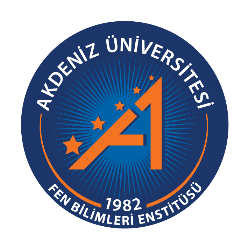 AKDENİZ ÜNİVERSİTESİ
1982
FEN BİLİMLERİ ENSTİTÜSÜ